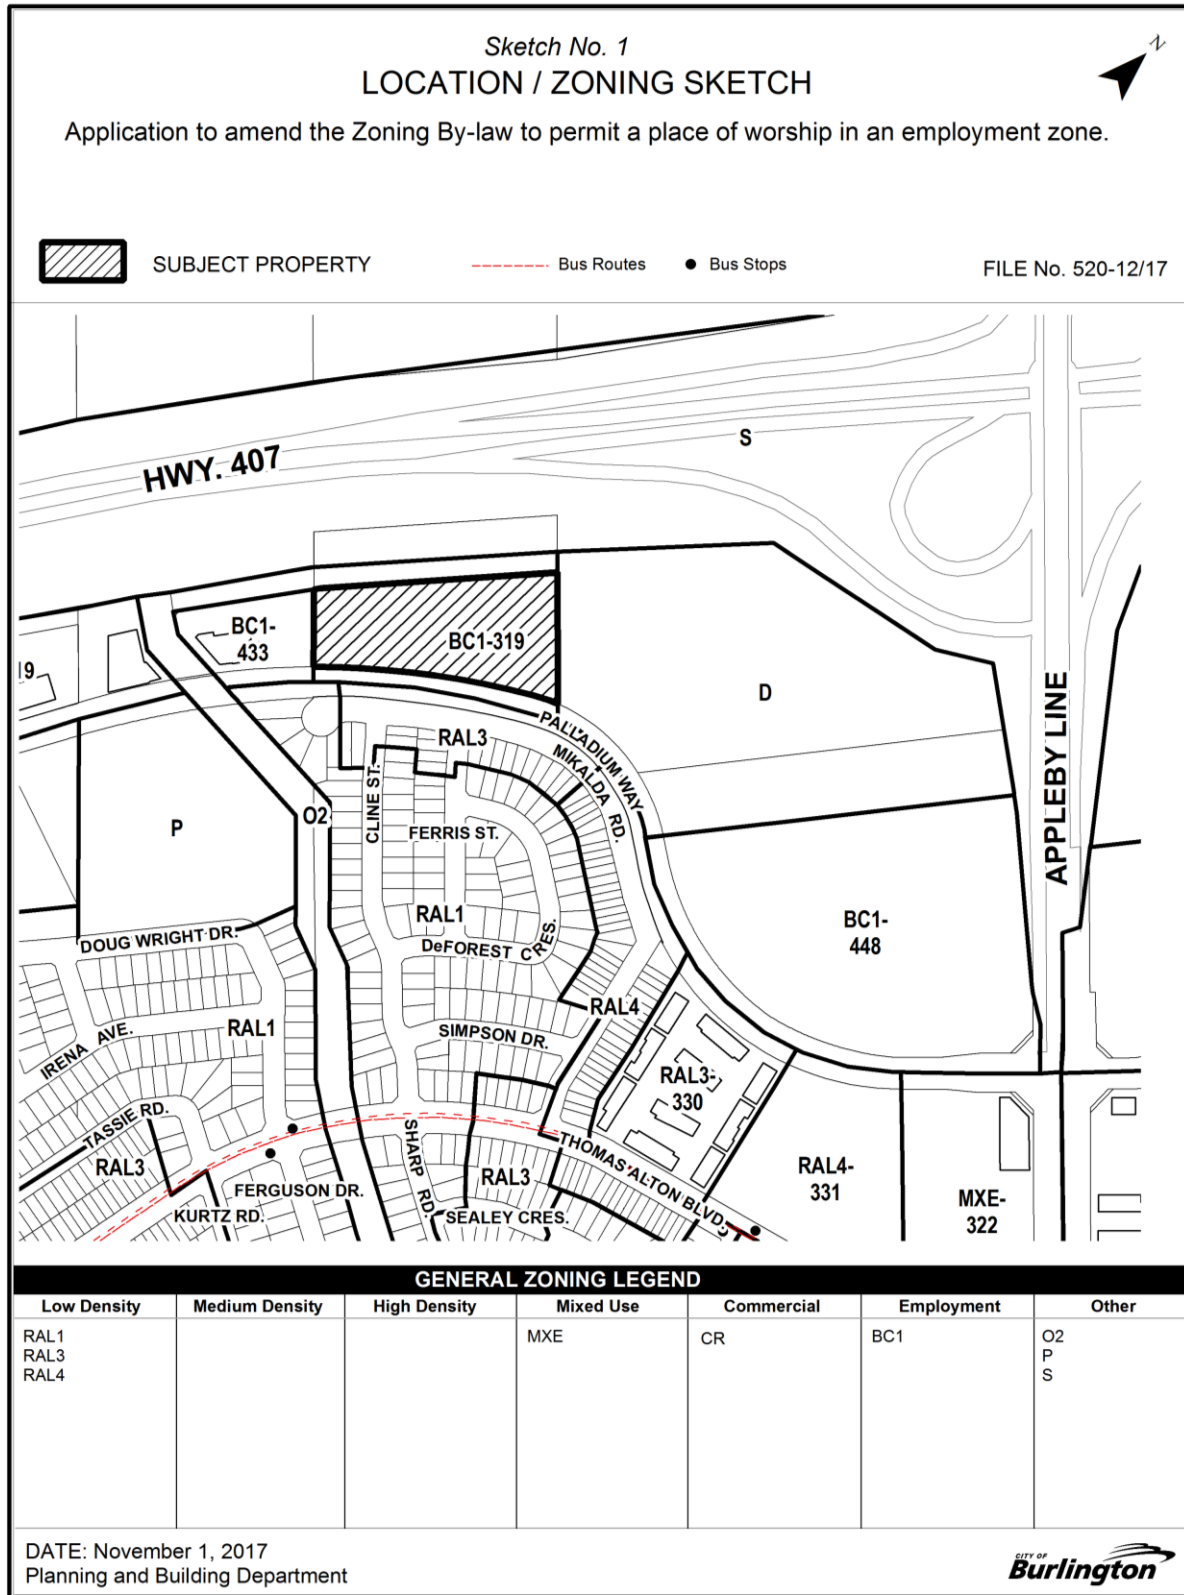 Sketch No. 1
LOCATION / ZONING SKETCH
N
Application to amend the Zoning By-law to permit a place of worship in an employment zone.
SUBJECT PROPERTY
Bus Routes
Bus Stops
FILE No. 520-12/17
HWY. 407
S
BC1-
433
BC1-319
19
D
APPLEBY LINE
PALLADIUM WAY
RAL3
MIKALDA RD.
CLINE ST.
O2
P
FERRIS ST.
RAL1
DeFOREST CRES.
BC1-
448
DOUG WRIGHT DR.
RAL4
RAL1
SIMPSON DR.
IRENA AVE.
RAL3-
330
TASSIE RD.
RAL3
SHARP RD.
THOMAS ALTON BLVD.
RAL3
RAL4-
331
FERGUSON DR.
KURTZ RD.
SEALEY CRES.
MXE-
322
GENERAL ZONING LEGEND
Low Density
Medium Density
High Density
Mixed Use
Commercial
Employment
Other
RAL1
RAL3
RAL4
MXE
CR
BC1
O2
P
S
DATE: November 1, 2017
Planning and Building Department
CITY OF
Burlington